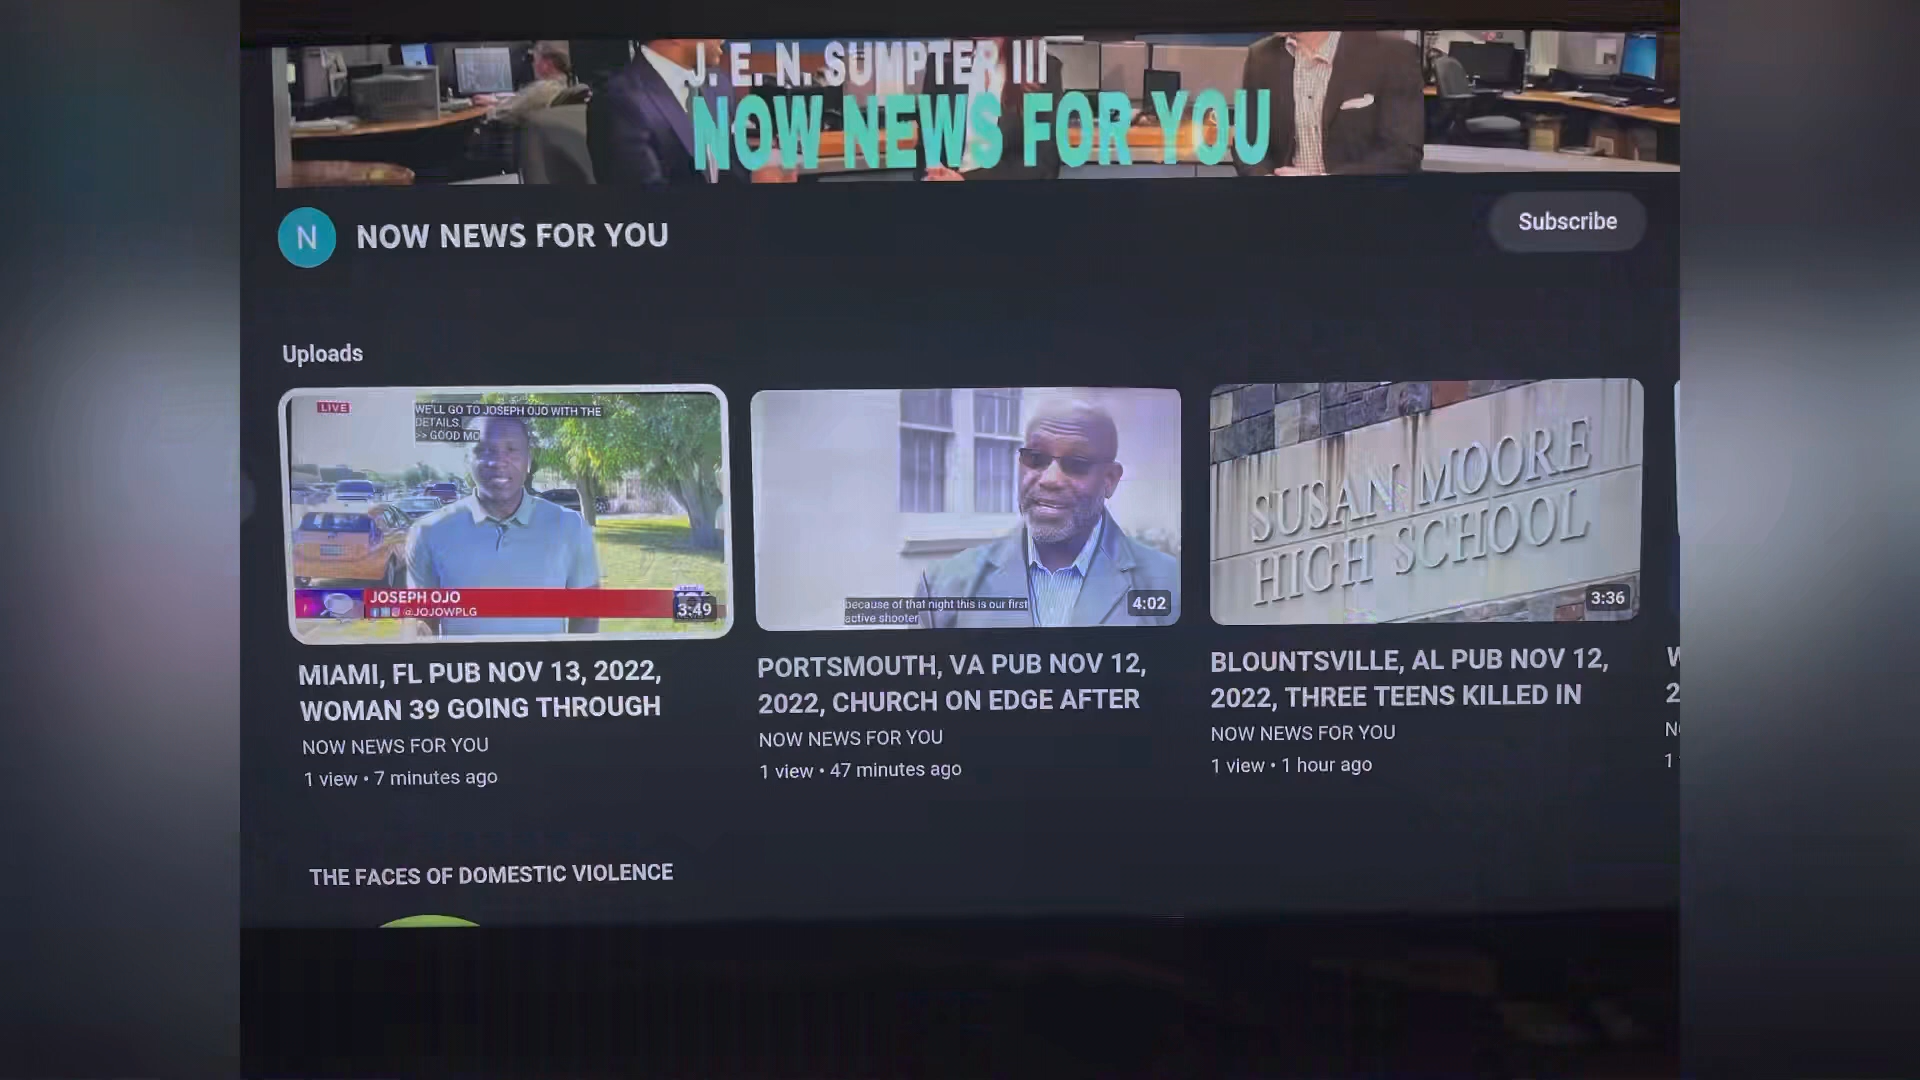 J. E. N. SUMPTER III
NOW NEWS FOR YOU
N
NOW NEWS FOR YOU
Subscribe
Uploads
LIVE
WE'LL GO TO JOSEPH OJO WITH THE
DETAILS.
>> GOOD MO
JOSEPH OJO
@JOJOWPLG
3:49
because of that night this is our first
active shooter
4:02
SUSAN MOORE
HIGH SCHOOL
3:36
MIAMI, FL PUB NOV 13, 2022,
WOMAN 39 GOING THROUGH
NOW NEWS FOR YOU
1 view • 7 minutes ago
PORTSMOUTH, VA PUB NOV 12,
2022, CHURCH ON EDGE AFTER
NOW NEWS FOR YOU
1 view • 47 minutes ago
BLOUNTSVILLE, AL PUB NOV 12,
2022, THREE TEENS KILLED IN
NOW NEWS FOR YOU
1 view • 1 hour ago
THE FACES OF DOMESTIC VIOLENCE